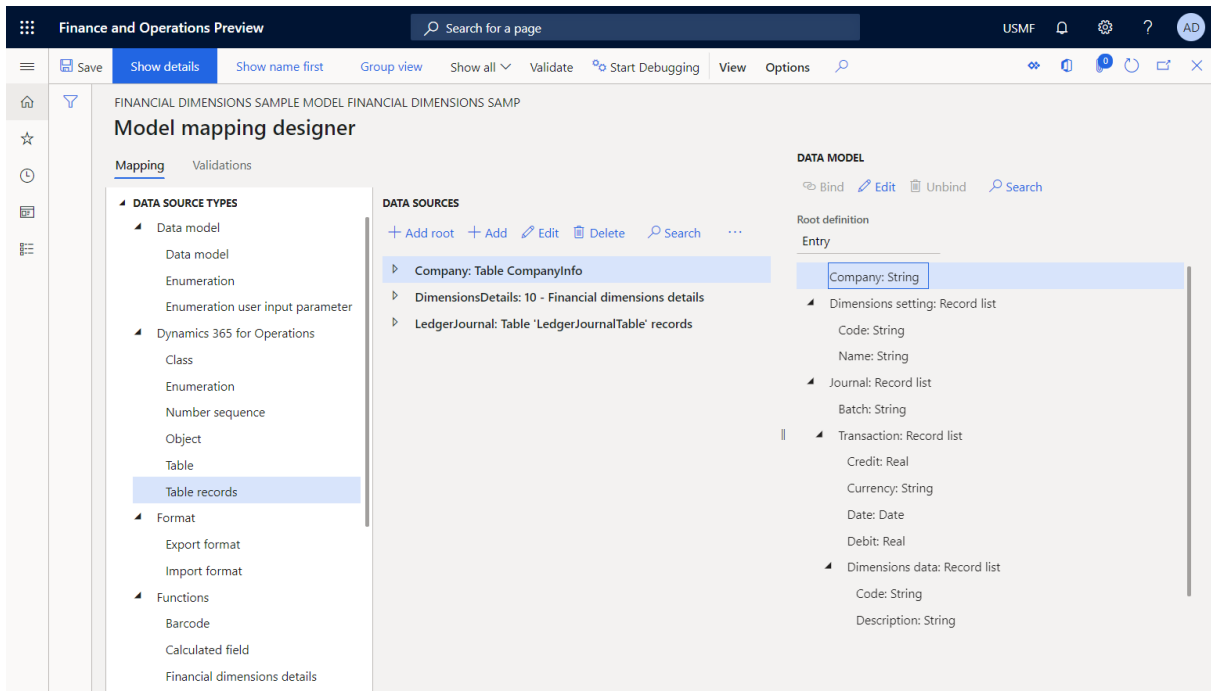 Finance and Operations Preview
Search for a page
USMF
?
AD
Save
Show details
Show name first
Group view
Show all
Validate
Start Debugging
View
Options
0
FINANCIAL DIMENSIONS SAMPLE MODEL FINANCIAL DIMENSIONS SAMP
Model mapping designer
Mapping
Validations
DATA SOURCE TYPES
Data model
Data model
Enumeration
Enumeration user input parameter
Dynamics 365 for Operations
Class
Enumeration
Number sequence
Object
Table
Table records
Format
Export format
Import format
Functions
Barcode
Calculated field
Financial dimensions details
DATA SOURCES
Add root
Add
Edit
Delete
Search
...
Company: Table CompanyInfo
DimensionsDetails: 10 - Financial dimensions details
LedgerJournal: Table 'LedgerJournalTable' records
DATA MODEL
Bind
Edit
Unbind
Search
Root definition
Entry
Company: String
Dimensions setting: Record list
Code: String
Name: String
Journal: Record list
Batch: String
Transaction: Record list
Credit: Real
Currency: String
Date: Date
Debit: Real
Dimensions data: Record list
Code: String
Description: String